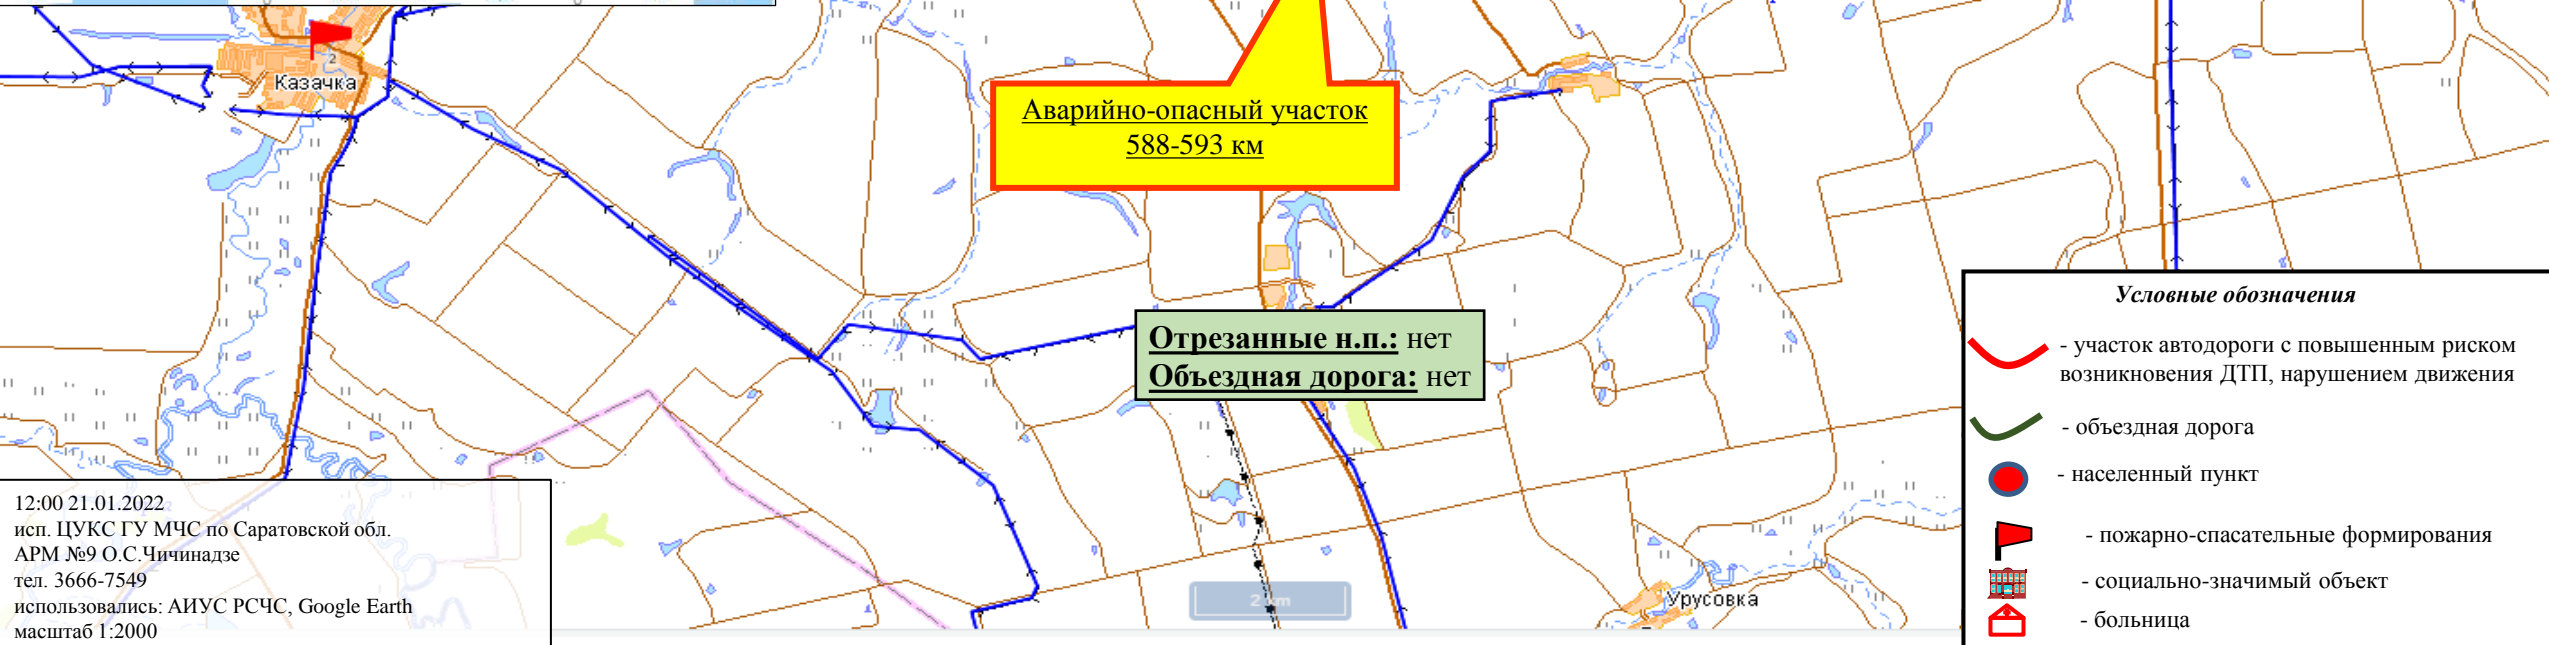 Казачка
2
Аварийно-опасный участок
588-593 км
Отрезанные н.п.: нет
Объездная дорога: нет
Условные обозначения
- участок автодороги с повышенным риском
возникновения ДТП, нарушением движения
- объездная дорога
- населенный пункт
- пожарно-спасательные формирования
- социально-значимый объект
- больница
12:00 21.01.2022
исп. ЦУКС ГУ МЧС по Саратовской обл.
АРМ №9 О.С.Чичинадзе
тел. 3666-7549
использовались: АИУС РСЧС, Google Earth
масштаб 1:2000
2 km
Урусовка